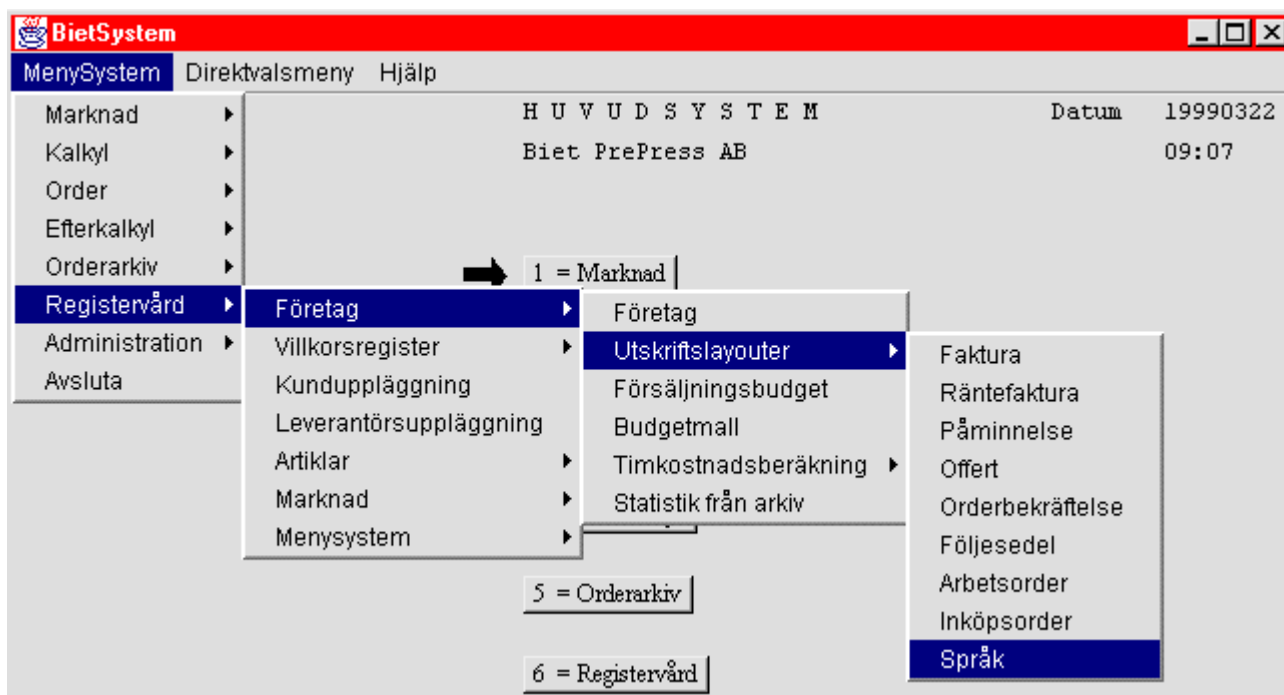 BietSystem
MenySystem Direktvalsmeny Hjälp
H U V U D S Y S T E M Datum 19990322
Biet PrePress AB 09:07
Marknad
Kalkyl
Order
Efterkalkyl
Orderarkiv
Registervård
Administration
Avsluta
1 = Marknad
Företag
Villkorsregister
Kunduppläggning
Leverantörsuppläggning
Artiklar
Marknad
Menysystem
Företag
Utskriftslayouter
Försäljningsbudget
Budgetmall
Timkostnadsberäkning
Statistik från arkiv
Faktura
Räntefaktura
Påminnelse
Offert
Orderbekräftelse
Följesedel
Arbetsorder
Inköpsorder
Språk
5 = Orderarkiv
6 = Registervård